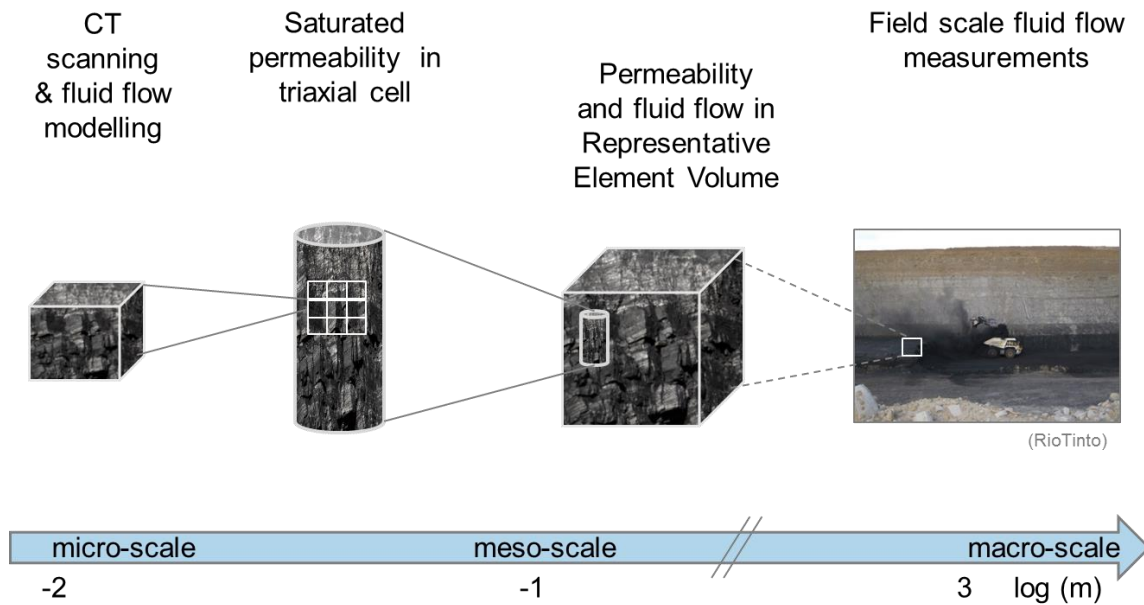 CT
scanning
& fluid flow
modelling
Saturated
permeability in
triaxial cell
Permeability
and fluid flow in
Representative
Element Volume
Field scale fluid flow
measurements
(RioTinto)
micro-scale
meso-scale
macro-scale
-2
-1
3 log (m)